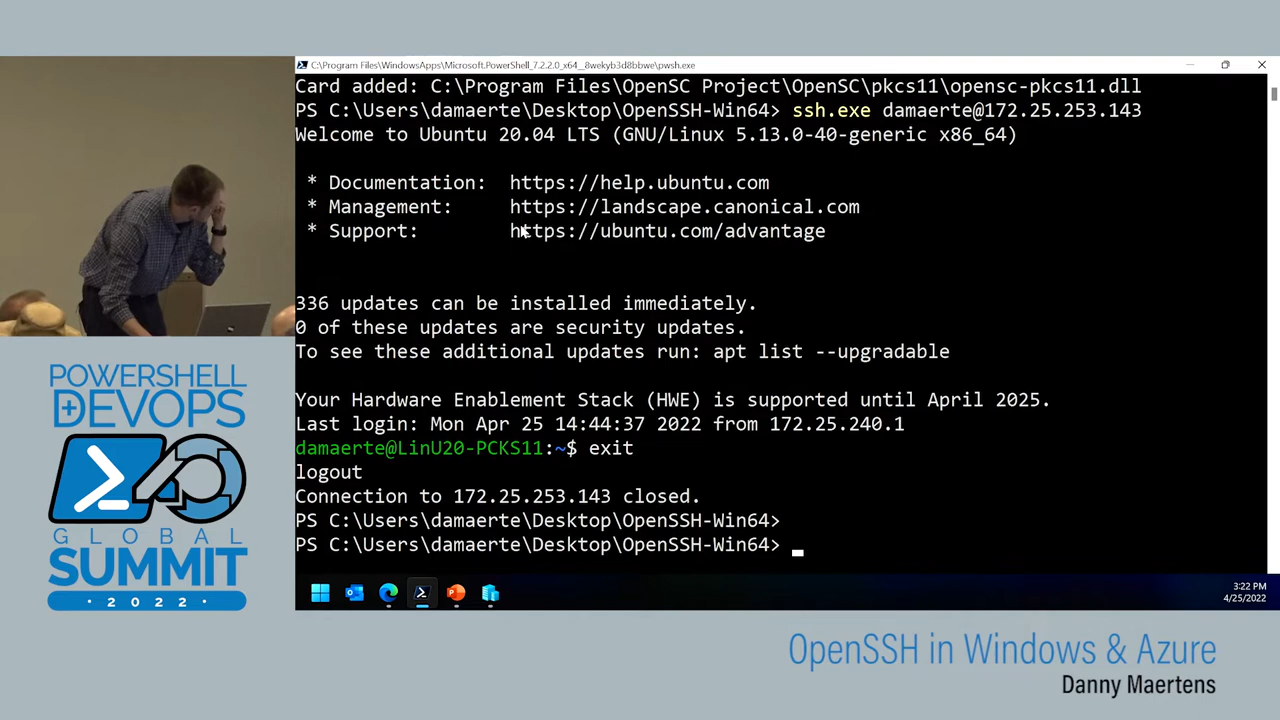 C:\Program Files\WindowsApps\Microsoft.PowerShell_7.2.2.0_x64__8wekyb3d8bbwe\pwsh.exe
Card added: C:\Program Files\OpenSC Project\OpenSC\pkcs11\opensc-pkcs11.dll
PS C:\Users\damaerte\Desktop\OpenSSH-Win64> ssh.exe damaerte@172.25.253.143
Welcome to Ubuntu 20.04 LTS (GNU/Linux 5.13.0-40-generic x86_64)
* Documentation: https://help.ubuntu.com
* Management: https://landscape.canonical.com
* Support: https://ubuntu.com/advantage
336 updates can be installed immediately.
0 of these updates are security updates.
To see these additional updates run: apt list --upgradable
Your Hardware Enablement Stack (HWE) is supported until April 2025.
Last login: Mon Apr 25 14:44:37 2022 from 172.25.240.1
damaerte@LinU20-PCKS11:~$ exit
logout
Connection to 172.25.253.143 closed.
PS C:\Users\damaerte\Desktop\OpenSSH-Win64>
PS C:\Users\damaerte\Desktop\OpenSSH-Win64>
3:22 PM
4/25/2022
POWERSHELL
+DEVOPS
GLOBAL
SUMMIT
· 2022 ·
OpenSSH in Windows & Azure
Danny Maertens